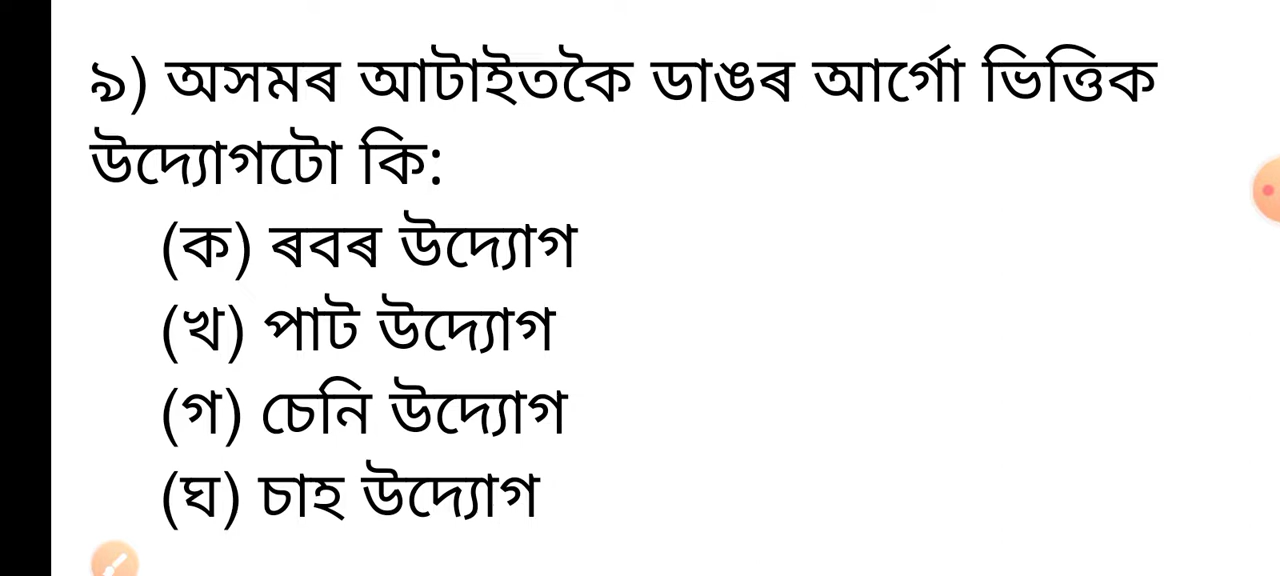 ৯) অসমৰ আটাইতকৈ ডাঙৰ আৰ্গো ভিত্তিক
উদ্যোগটো কি:
(ক) ৰবৰ উদ্যোগ
(খ) পাট উদ্যোগ
(গ) চেনি উদ্যোগ
(ঘ) চাহ উদ্যোগ